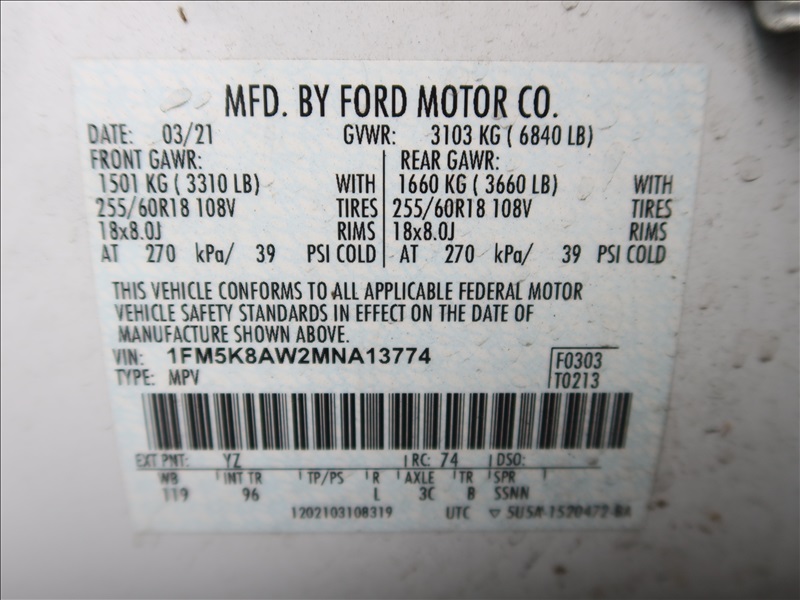 MFD. BY FORD MOTOR CO.
DATE: 03/21 GVWR: 3103 KG ( 6840 LB)
FRONT GAWR: REAR GAWR:
1501 KG ( 3310 LB) WITH 1660 KG ( 3660 LB) WITH
255/60R18 108V TIRES 255/60R18 108V TIRES
18x8.0J RIMS 18x8.0J RIMS
AT 270 kPa/ 39 PSI COLD AT 270 kPa/ 39 PSI COLD
THIS VEHICLE CONFORMS TO ALL APPLICABLE FEDERAL MOTOR
VEHICLE SAFETY STANDARDS IN EFFECT ON THE DATE OF
MANUFACTURE SHOWN ABOVE.
VIN: 1FM5K8AW2MNA13774 F0303
TYPE: MPV T0213
EXT PNT: YZ RC: 74 DSO:
WB INT TR TP/PS R AXLE TR SPR
119 96 L 3C B SSNN
1202103108319 UTC ▽ 5U5A-1520472-BA